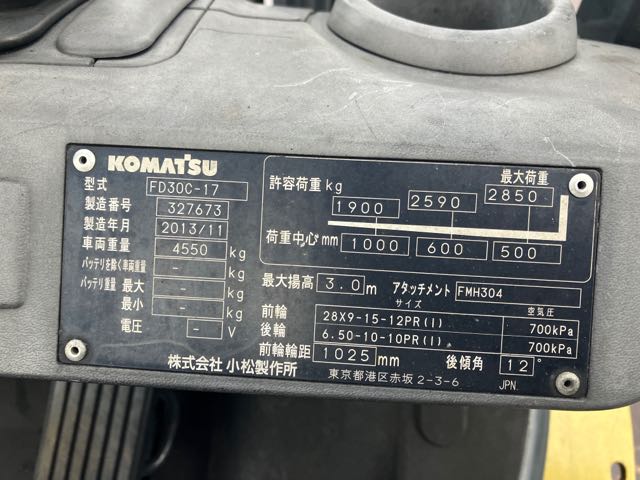 KOMATSU
型式 FD30C-17
製造番号 327673
製造年月 2013/11
車両重量 4550 kg
バッテリを除く車両重量 - kg
バッテリ重量 最大 - kg
最小 - kg
電圧 - V
許容荷重 kg 最大荷重
1900 2590 2850
荷重中心 mm 1000 600 500
最大揚高 3.0 m アタッチメント FMH304
サイズ 空気圧
前輪 28X9-15-12PR(I) 700kPa
後輪 6.50-10-10PR(I) 700kPa
前輪輪距 1025 mm 後傾角 12°
株式会社 小松製作所 東京都港区赤坂 2-3-6 JPN